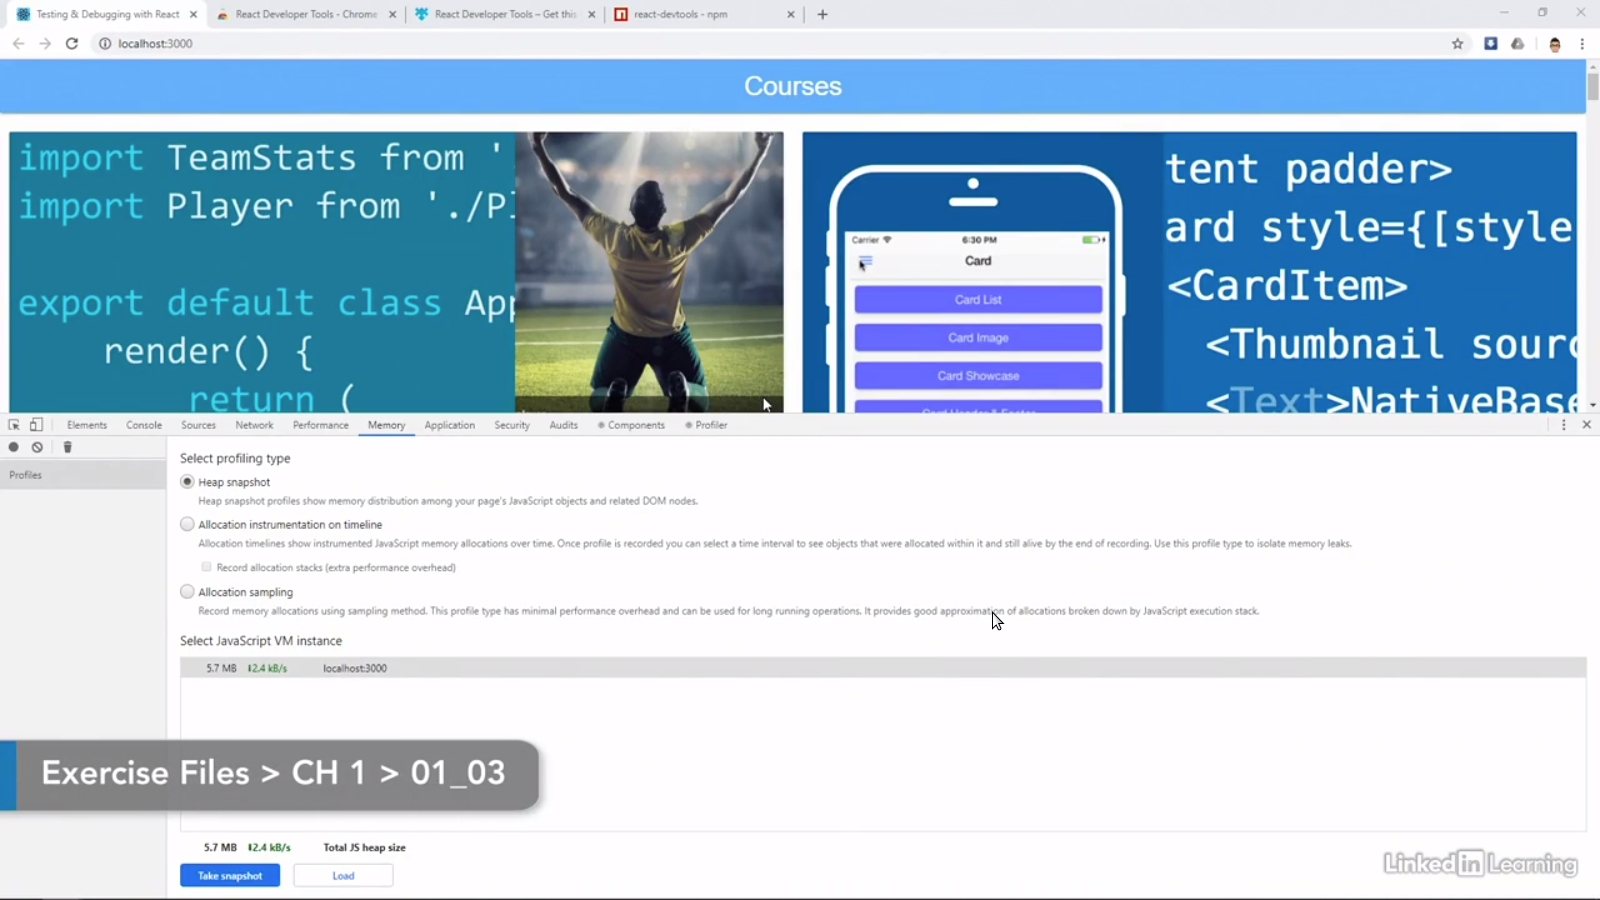 Testing & Debugging with React
React Developer Tools - Chrome
React Developer Tools – Get this
react-devtools - npm
localhost:3000
Courses
import TeamStats from '
import Player from './Pl
export default class App
render() {
return (
Carrier
6:30 PM
Card
Card List
Card Image
Card Showcase
Card Header & Footer
tent padder>
ard style={[style
<CardItem>
<Thumbnail sourc
<Text>NativeBase
Elements
Console
Sources
Network
Performance
Memory
Application
Security
Audits
Components
Profiler
Profiles
Select profiling type
Heap snapshot
Heap snapshot profiles show memory distribution among your page's JavaScript objects and related DOM nodes.
Allocation instrumentation on timeline
Allocation timelines show instrumented JavaScript memory allocations over time. Once profile is recorded you can select a time interval to see objects that were allocated within it and still alive by the end of recording. Use this profile type to isolate memory leaks.
Record allocation stacks (extra performance overhead)
Allocation sampling
Record memory allocations using sampling method. This profile type has minimal performance overhead and can be used for long running operations. It provides good approximation of allocations broken down by JavaScript execution stack.
Select JavaScript VM instance
5.7 MB ⬇2.4 kB/s localhost:3000
Exercise Files > CH 1 > 01_03
5.7 MB ⬇2.4 kB/s Total JS heap size
Take snapshot
Load
Linked in Learning